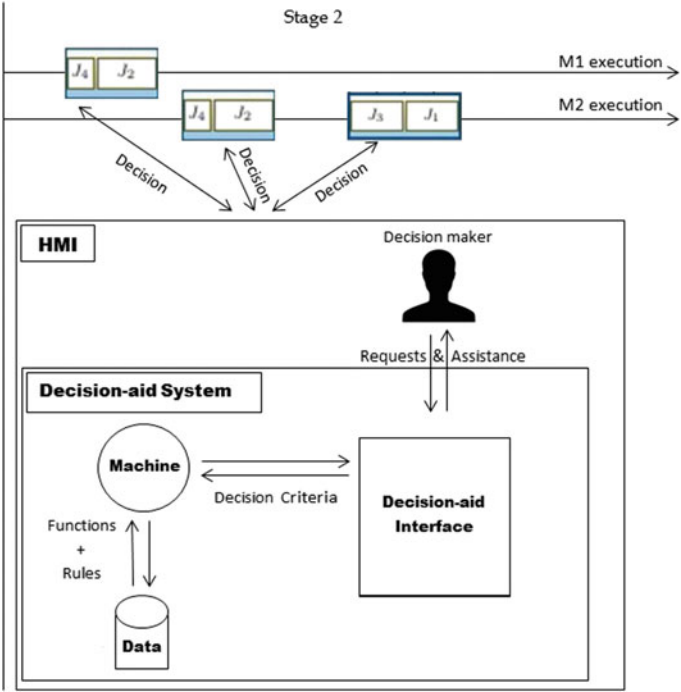 Stage 2
J4 J2
M1 execution
J4 J2 J3 J1
M2 execution
Decision
Decision
Decision
HMI
Decision maker
Requests & Assistance
Decision-aid System
Machine
Decision Criteria
Decision-aid
Interface
Functions
+
Rules
Data